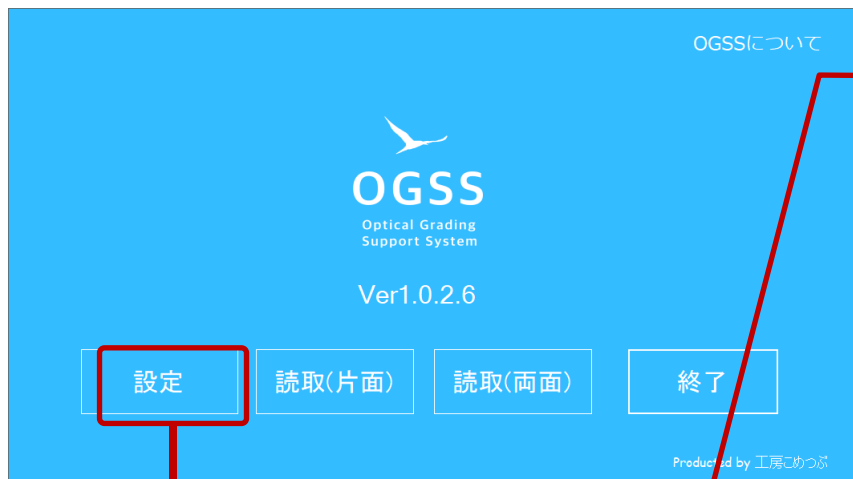 OGSSについて
OGSS
Optical Grading
Support System
Ver1.0.2.6
設定
読取(片面)
読取(両面)
終了
Producted by 工房こめつぶ